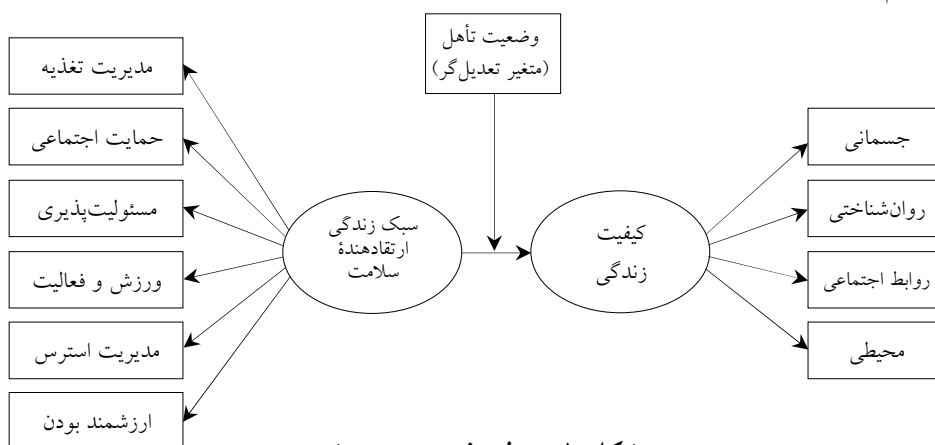 وضعیت تأهل
(متغیر تعدیل‌گر)
مدیریت تغذیه
حمایت اجتماعی
مسئولیت‌پذیری
ورزش و فعالیت
مدیریت استرس
ارزشمند بودن
سبک زندگی
ارتقادهندهٔ
سلامت
کیفیت
زندگی
جسمانی
روان‌شناختی
روابط اجتماعی
محیطی